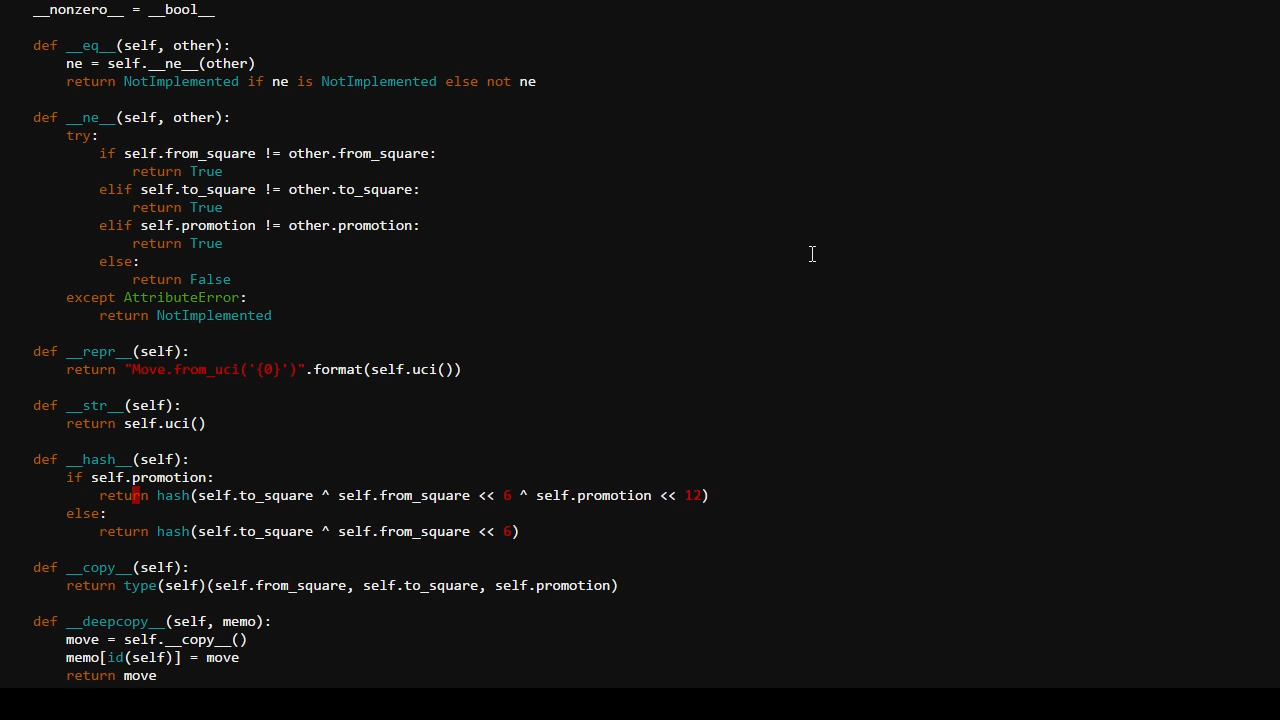 __nonzero__ = __bool__
def __eq__(self, other):
ne = self.__ne__(other)
return NotImplemented if ne is NotImplemented else not ne
def __ne__(self, other):
try:
if self.from_square != other.from_square:
return True
elif self.to_square != other.to_square:
return True
elif self.promotion != other.promotion:
return True
else:
return False
except AttributeError:
return NotImplemented
def __repr__(self):
return "Move.from_uci('{0}')".format(self.uci())
def __str__(self):
return self.uci()
def __hash__(self):
if self.promotion:
return hash(self.to_square ^ self.from_square << 6 ^ self.promotion << 12)
else:
return hash(self.to_square ^ self.from_square << 6)
def __copy__(self):
return type(self)(self.from_square, self.to_square, self.promotion)
def __deepcopy__(self, memo):
move = self.__copy__()
memo[id(self)] = move
return move